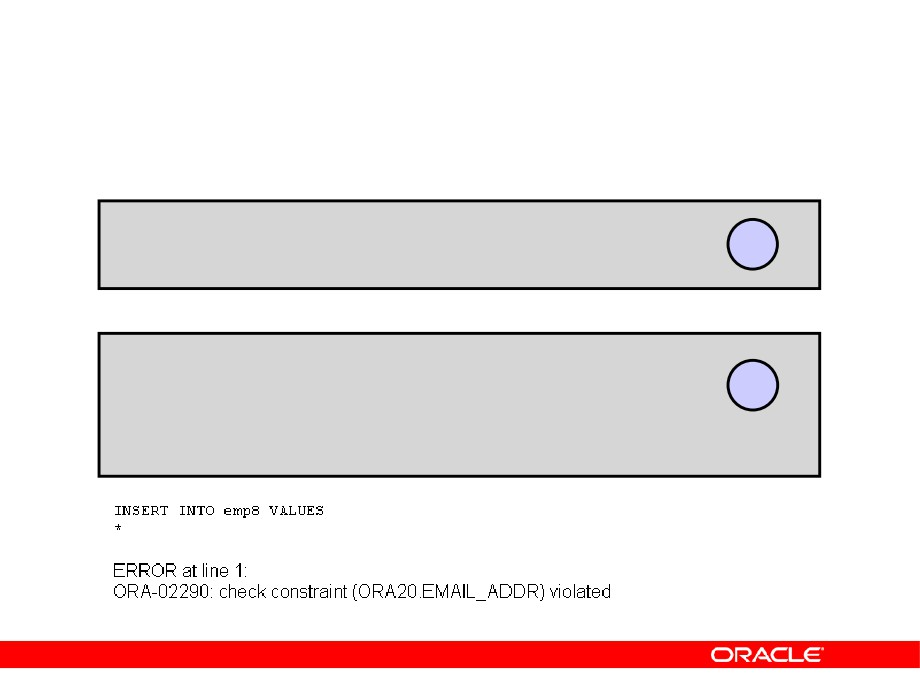 INSERT INTO emp8 VALUES
*
ERROR at line 1:
ORA-02290: check constraint (ORA20.EMAIL_ADDR) violated
ORACLE